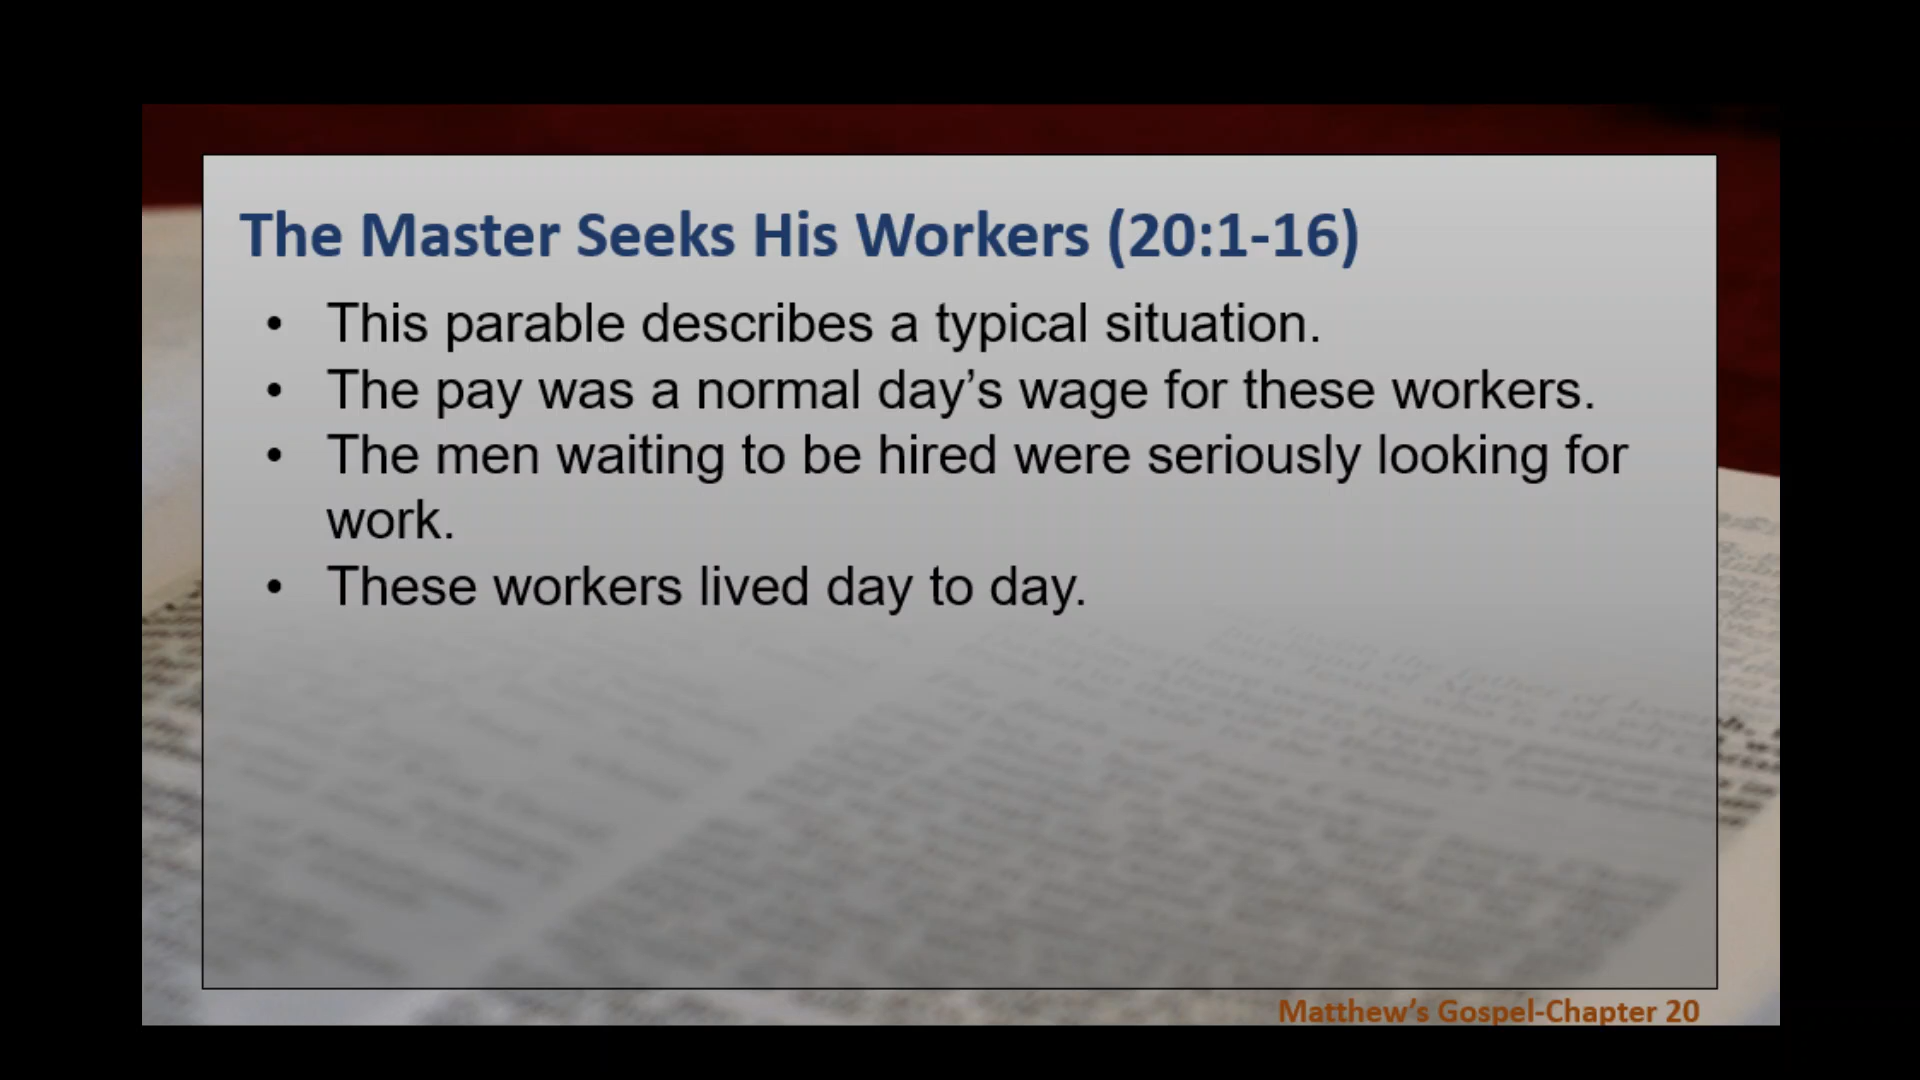 The Master Seeks His Workers (20:1-16)
• This parable describes a typical situation.
• The pay was a normal day’s wage for these workers.
• The men waiting to be hired were seriously looking for
work.
• These workers lived day to day.
Matthew’s Gospel-Chapter 20